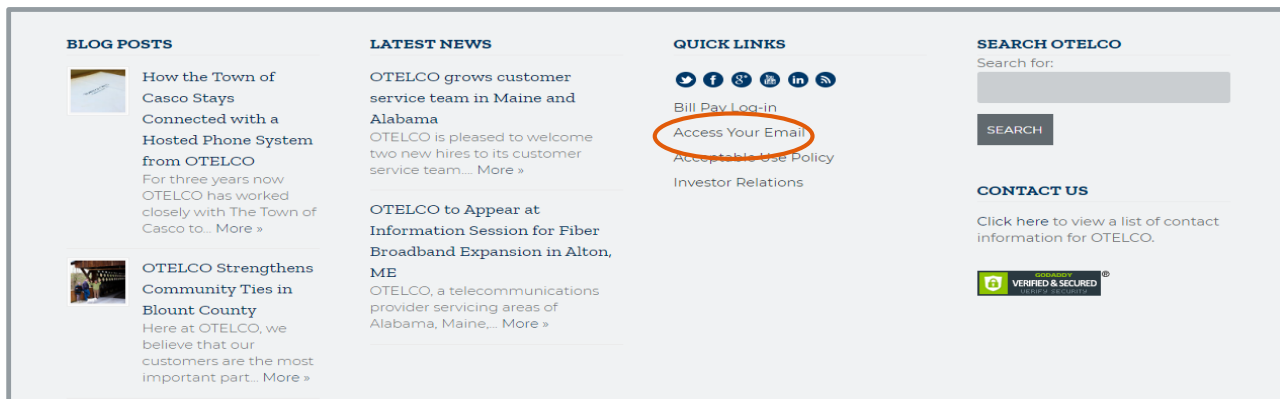 BLOG POSTS
How the Town of
Casco Stays
Connected with a
Hosted Phone System
from OTELCO
For three years now
OTELCO has worked
closely with The Town of
Casco to... More »
OTELCO Strengthens
Community Ties in
Blount County
Here at OTELCO, we
believe that our
customers are the most
important part... More »
LATEST NEWS
OTELCO grows customer
service team in Maine and
Alabama
OTELCO is pleased to welcome
two new hires to its customer
service team.... More »
OTELCO to Appear at
Information Session for Fiber
Broadband Expansion in Alton,
ME
OTELCO, a telecommunications
provider servicing areas of
Alabama, Maine,... More »
QUICK LINKS
Bill Pay Log-in
Access Your Email
Acceptable Use Policy
Investor Relations
SEARCH OTELCO
Search for:
SEARCH
CONTACT US
Click here to view a list of contact
information for OTELCO.
GODADDY
VERIFIED & SECURED
VERIFY SECURITY